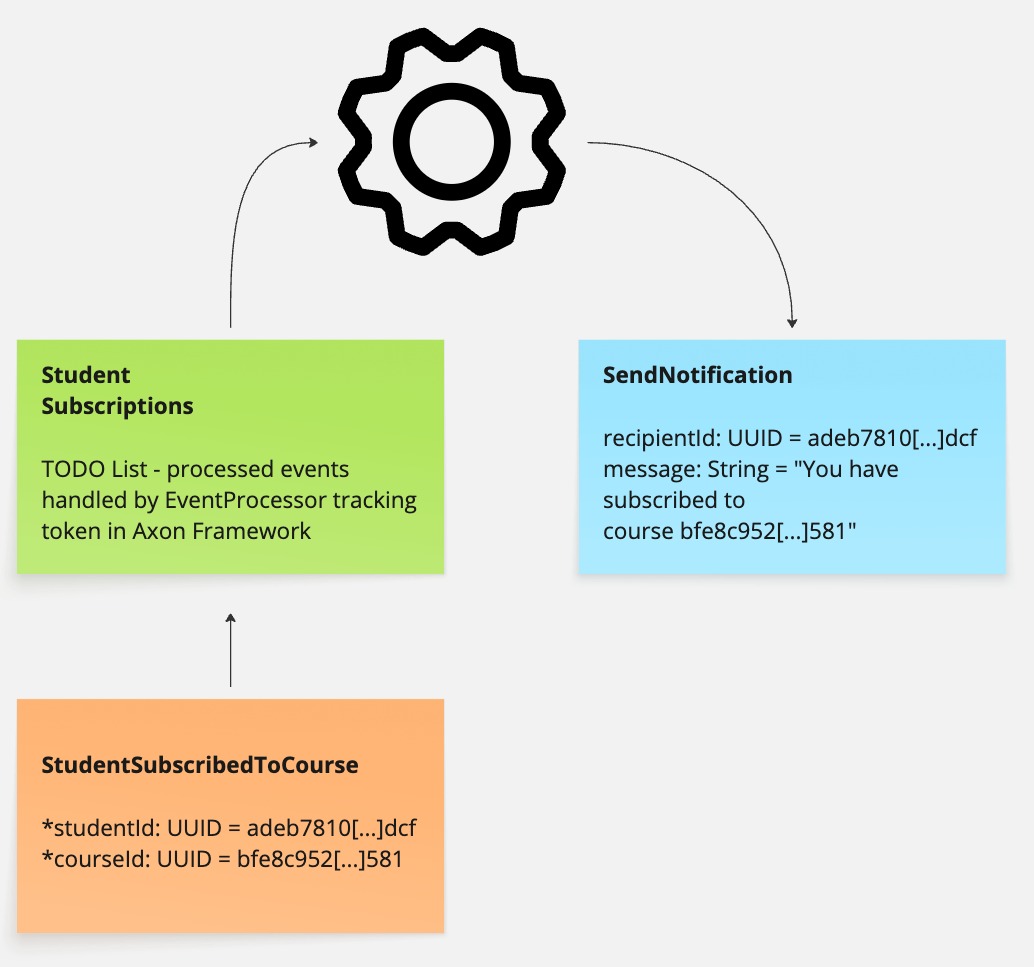 Student
Subscriptions
TODO List - processed events
handled by EventProcessor tracking
token in Axon Framework
SendNotification
recipientId: UUID = adeb7810[...]dcf
message: String = "You have
subscribed to
course bfe8c952[...]581"
StudentSubscribedToCourse
*studentId: UUID = adeb7810[...]dcf
*courseId: UUID = bfe8c952[...]581